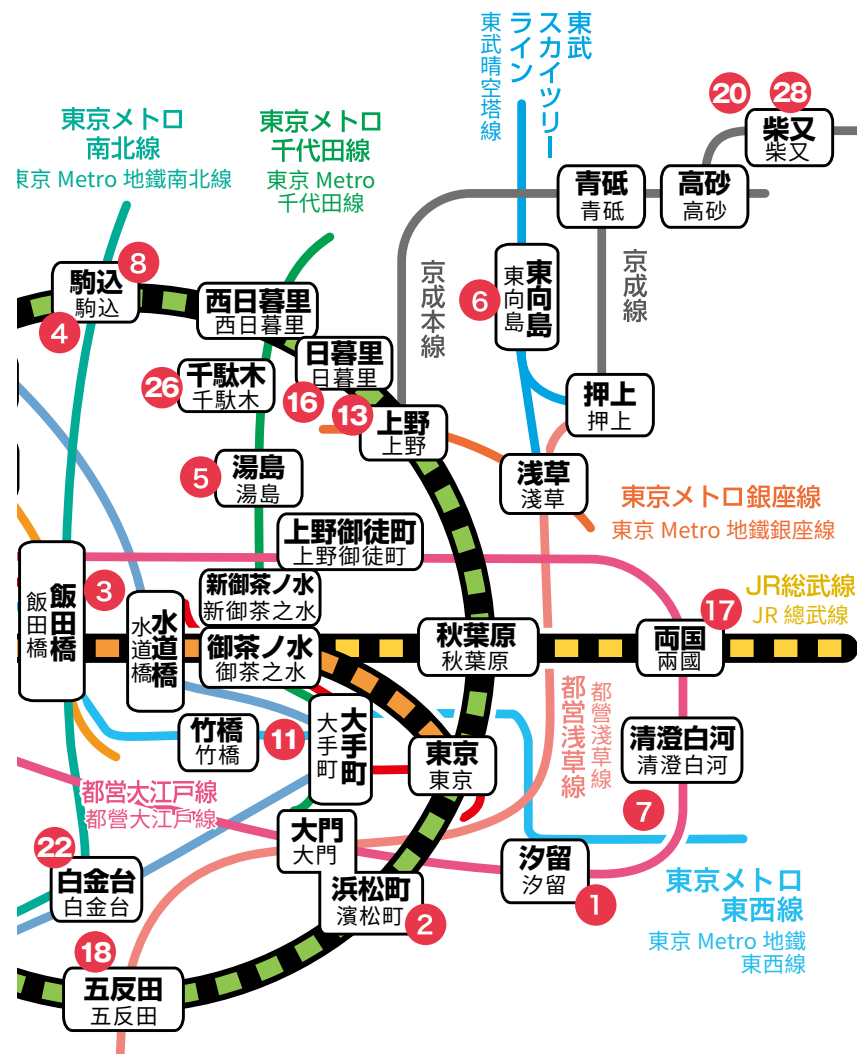 東武
スカイツリー
ライン
東武晴空塔線
20
28
柴又
柴又
東京メトロ
南北線
東京 Metro 地鐵南北線
東京メトロ
千代田線
東京 Metro
千代田線
青砥
青砥
高砂
高砂
京成本線
京成線
8
駒込
駒込
4
西日暮里
西日暮里
東向島
東向島
6
日暮里
日暮里
26
千駄木
千駄木
16
13
上野
上野
押上
押上
5
湯島
湯島
浅草
淺草
東京メトロ銀座線
東京 Metro 地鐵銀座線
上野御徒町
上野御徒町
飯田橋
飯田橋
3
新御茶ノ水
新御茶之水
水道橋
水道橋
御茶ノ水
御茶之水
秋葉原
秋葉原
17
両国
兩國
JR総武線
JR 總武線
都営浅草線
都營淺草線
竹橋
竹橋
11
大手町
大手町
東京
東京
清澄白河
清澄白河
7
都営大江戸線
都營大江戶線
大門
大門
汐留
汐留
1
22
白金台
白金台
浜松町
濱松町
2
東京メトロ
東西線
東京 Metro 地鐵
東西線
18
五反田
五反田